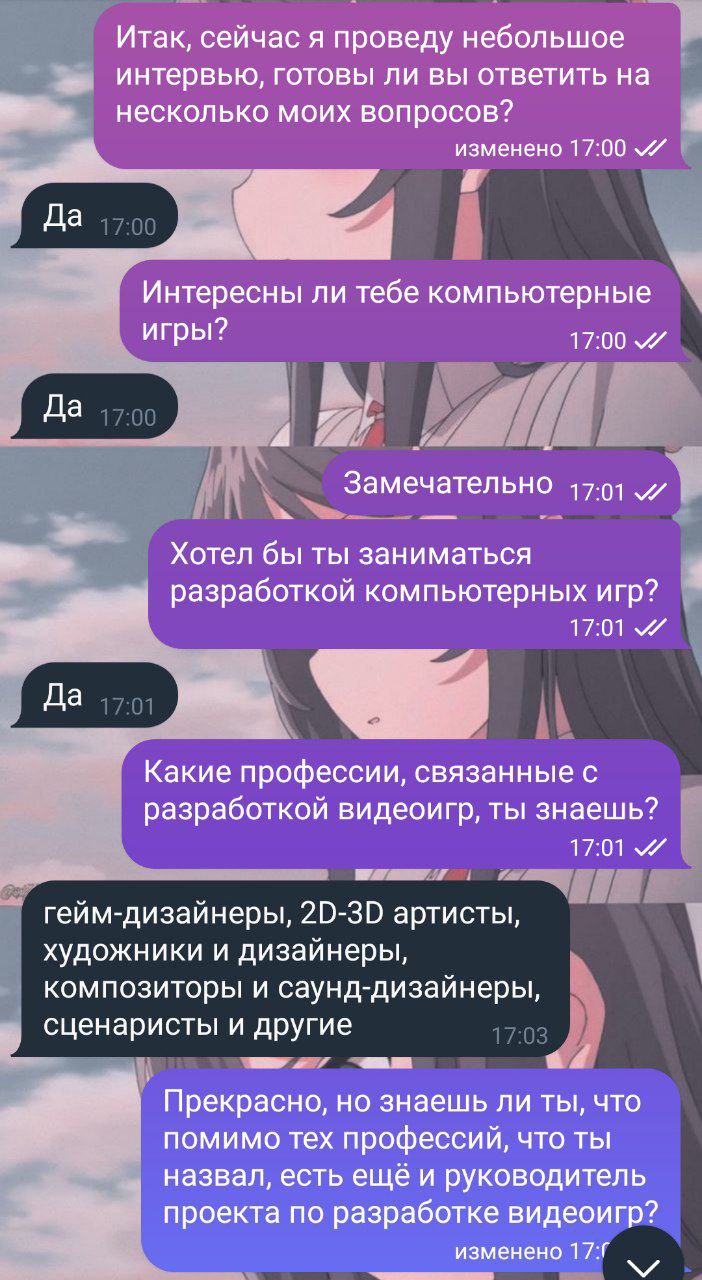 Итак, сейчас я проведу небольшое
интервью, готовы ли вы ответить на
несколько моих вопросов?
изменено 17:00
Да 17:00
Интересны ли тебе компьютерные
игры?
17:00
Да 17:00
Замечательно 17:01
Хотел бы ты заниматься
разработкой компьютерных игр?
17:01
Да 17:01
Какие профессии, связанные с
разработкой видеоигр, ты знаешь?
17:01
гейм-дизайнеры, 2D-3D артисты,
художники и дизайнеры,
композиторы и саунд-дизайнеры,
сценаристы и другие
17:03
Прекрасно, но знаешь ли ты, что
помимо тех профессий, что ты
назвал, есть ещё и руководитель
проекта по разработке видеоигр?
изменено